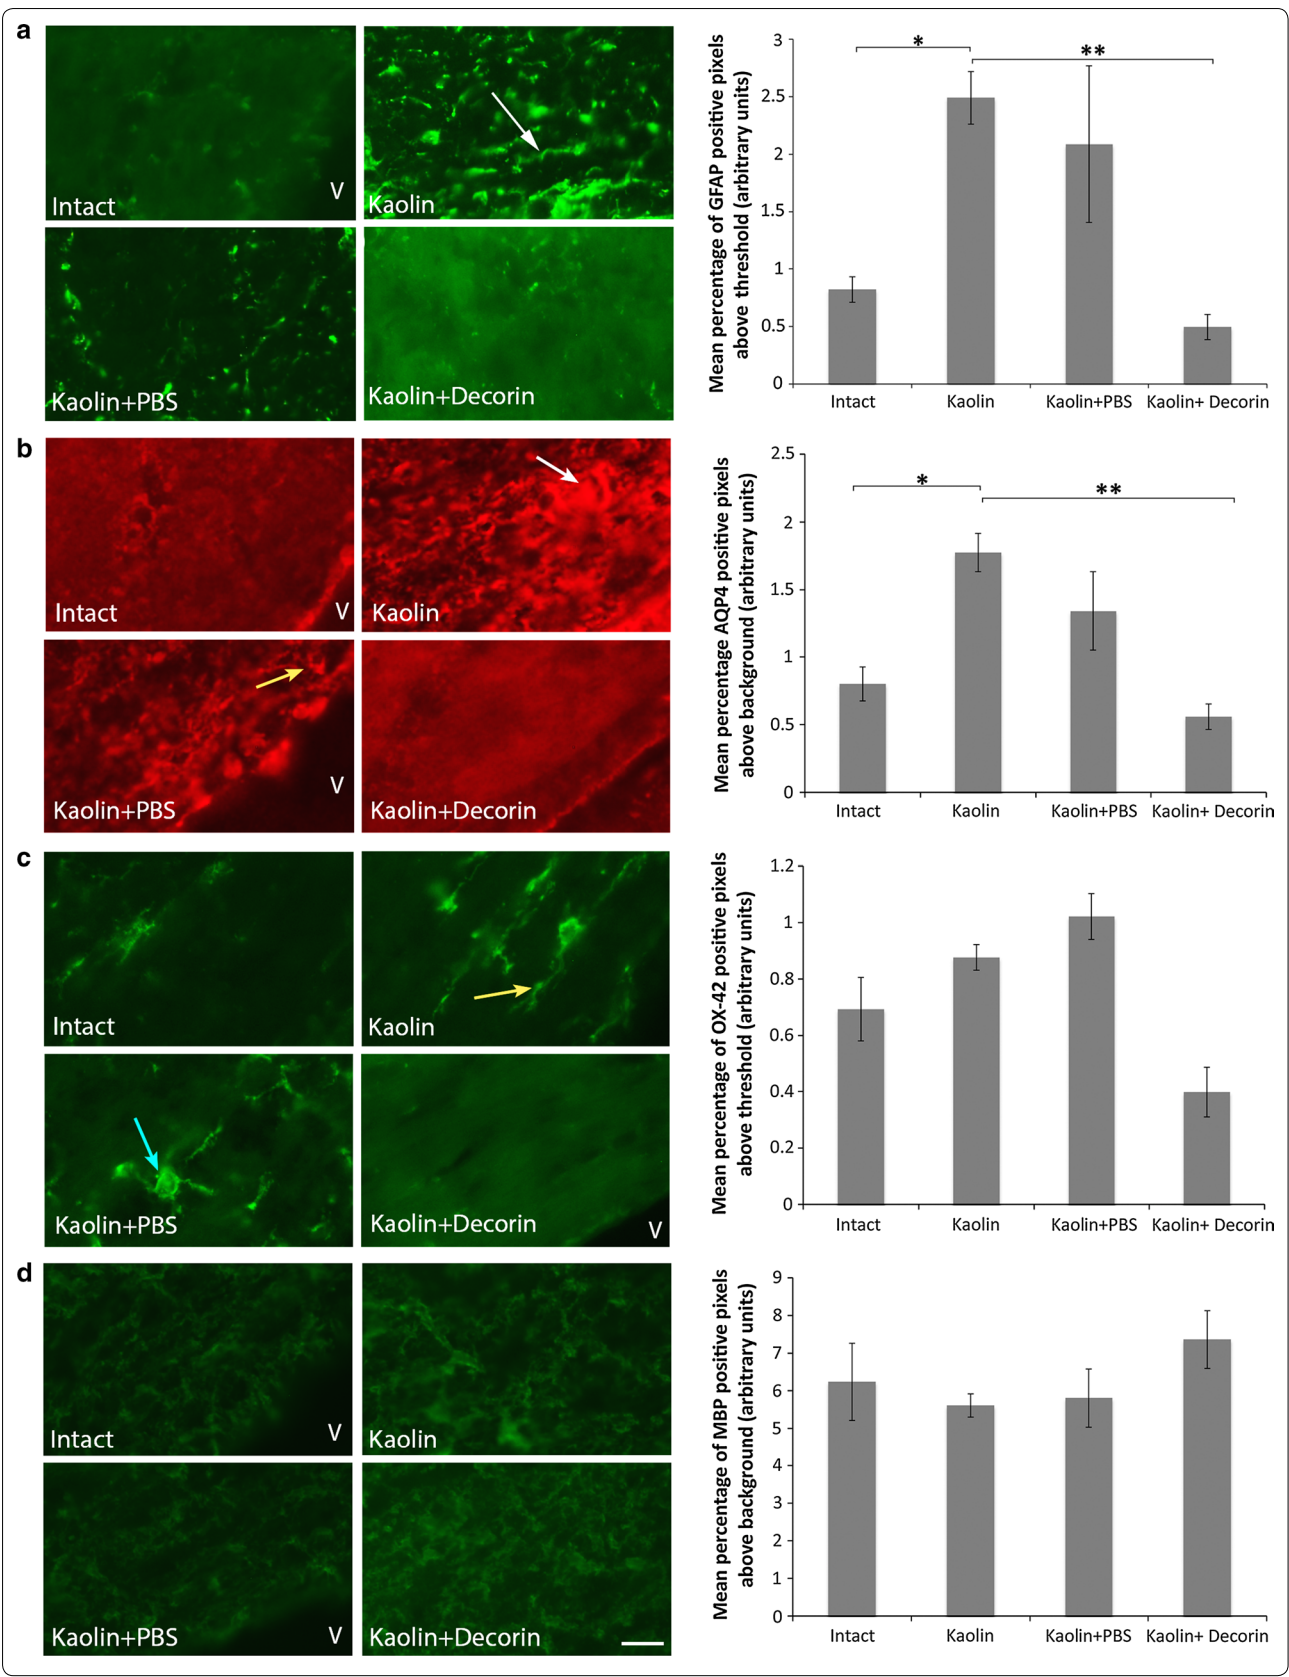 a
Intact
V
Kaolin
Kaolin+PBS
Kaolin+Decorin
Mean percentage of GFAP positive pixels
above threshold (arbitrary units)
3
2.5
2
1.5
1
0.5
0
*
**
Intact
Kaolin
Kaolin+PBS
Kaolin+ Decorin
b
Intact
V
Kaolin
Kaolin+PBS
V
Kaolin+Decorin
Mean percentage AQP4 positive pixels
above background (arbitrary units)
2.5
2
1.5
1
0.5
0
*
**
Intact
Kaolin
Kaolin+PBS
Kaolin+ Decorin
c
Intact
Kaolin
Kaolin+PBS
Kaolin+Decorin
V
Mean percentage of OX-42 positive pixels
above threshold (arbitrary units)
1.2
1
0.8
0.6
0.4
0.2
0
Intact
Kaolin
Kaolin+PBS
Kaolin+ Decorin
d
Intact
V
Kaolin
Kaolin+PBS
V
Kaolin+Decorin
Mean percentage of MBP positive pixels
above background (arbitrary units)
9
8
7
6
5
4
3
2
1
0
Intact
Kaolin
Kaolin+PBS
Kaolin+ Decorin